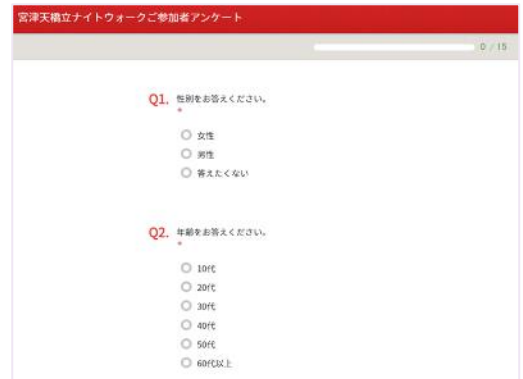 宮津天橋立ナイトウォークご参加者アンケート
0 / 15
Q1. 性別をお答えください。
*
女性
男性
答えたくない
Q2. 年齢をお答えください。
*
10代
20代
30代
40代
50代
60代以上